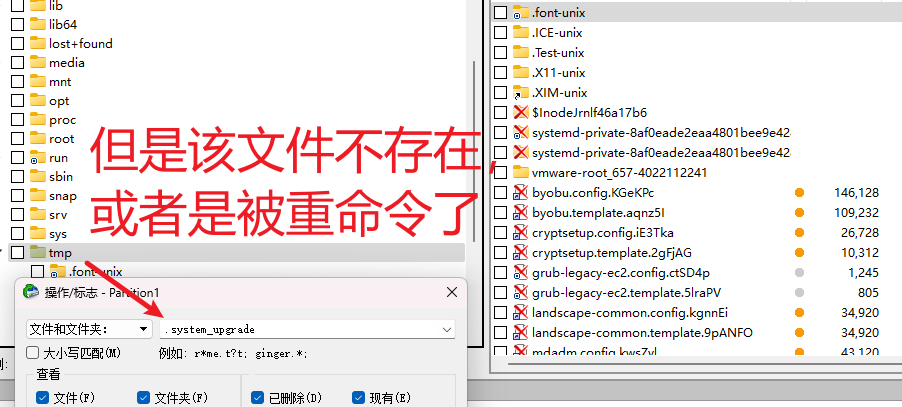 lib
lib64
lost+found
media
mnt
opt
proc
root
run
sbin
snap
srv
sys
tmp
.font-unix
但是该文件不存在，
或者是被重命令了
.font-unix
.ICE-unix
.Test-unix
.X11-unix
.XIM-unix
$InodeJrnlf46a17b6
systemd-private-8af0eade2eaa4801bee9e42
systemd-private-8af0eade2eaa4801bee9e42
vmware-root_657-4022112241
byobu.config.KGeKPc 146,128
byobu.template.aqnz5I 109,232
cryptsetup.config.iE3Tka 26,728
cryptsetup.template.2gFjAG 10,312
grub-legacy-ec2.config.ctSD4p 1,245
grub-legacy-ec2.template.5lraPV 805
landscape-common.config.kgnnEi 34,920
landscape-common.template.9pANFO 34,920
mdadm.config.kwsZyl 43,120
操作/标志 - Partition1
文件和文件夹: .system_upgrade
大小写匹配(M) 例如: r*me.t?t; ginger.*;
查看
文件(F) 文件夹(F) 已删除(D) 现有(E)